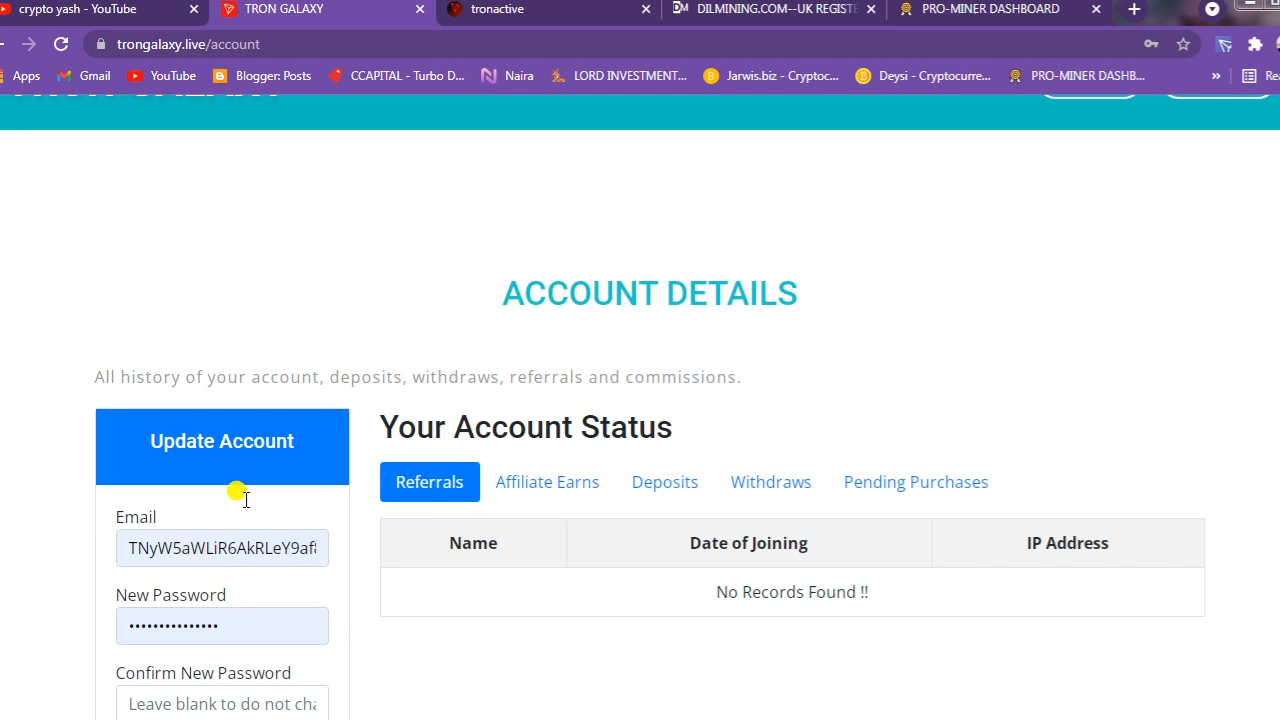 crypto yash - YouTube
TRON GALAXY
tronactive
DM DILMINING.COM--UK REGISTE
PRO-MINER DASHBOARD
trongalaxy.live/account
Apps
Gmail
YouTube
Blogger: Posts
CCAPITAL - Turbo D...
Naira
LORD INVESTMENT...
Jarwis.biz - Cryptoc...
Deysi - Cryptocurre...
PRO-MINER DASHB...
»
Rea
ACCOUNT DETAILS
All history of your account, deposits, withdraws, referrals and commissions.
Update Account
Your Account Status
Referrals Affiliate Earns Deposits Withdraws Pending Purchases
Email
TNyW5aWLiR6AkRLeY9af
Name Date of Joining IP Address
No Records Found !!
New Password
Confirm New Password
Leave blank to do not cha